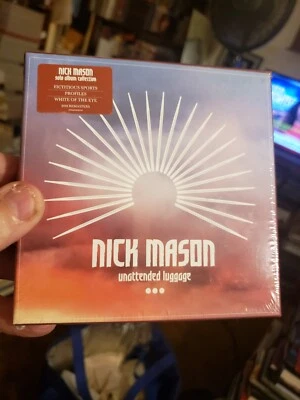 NICK MASON
solo album collection
FICTITIOUS SPORTS
PROFILES
WHITE OF THE EYE
NICK MASON
unattended luggage